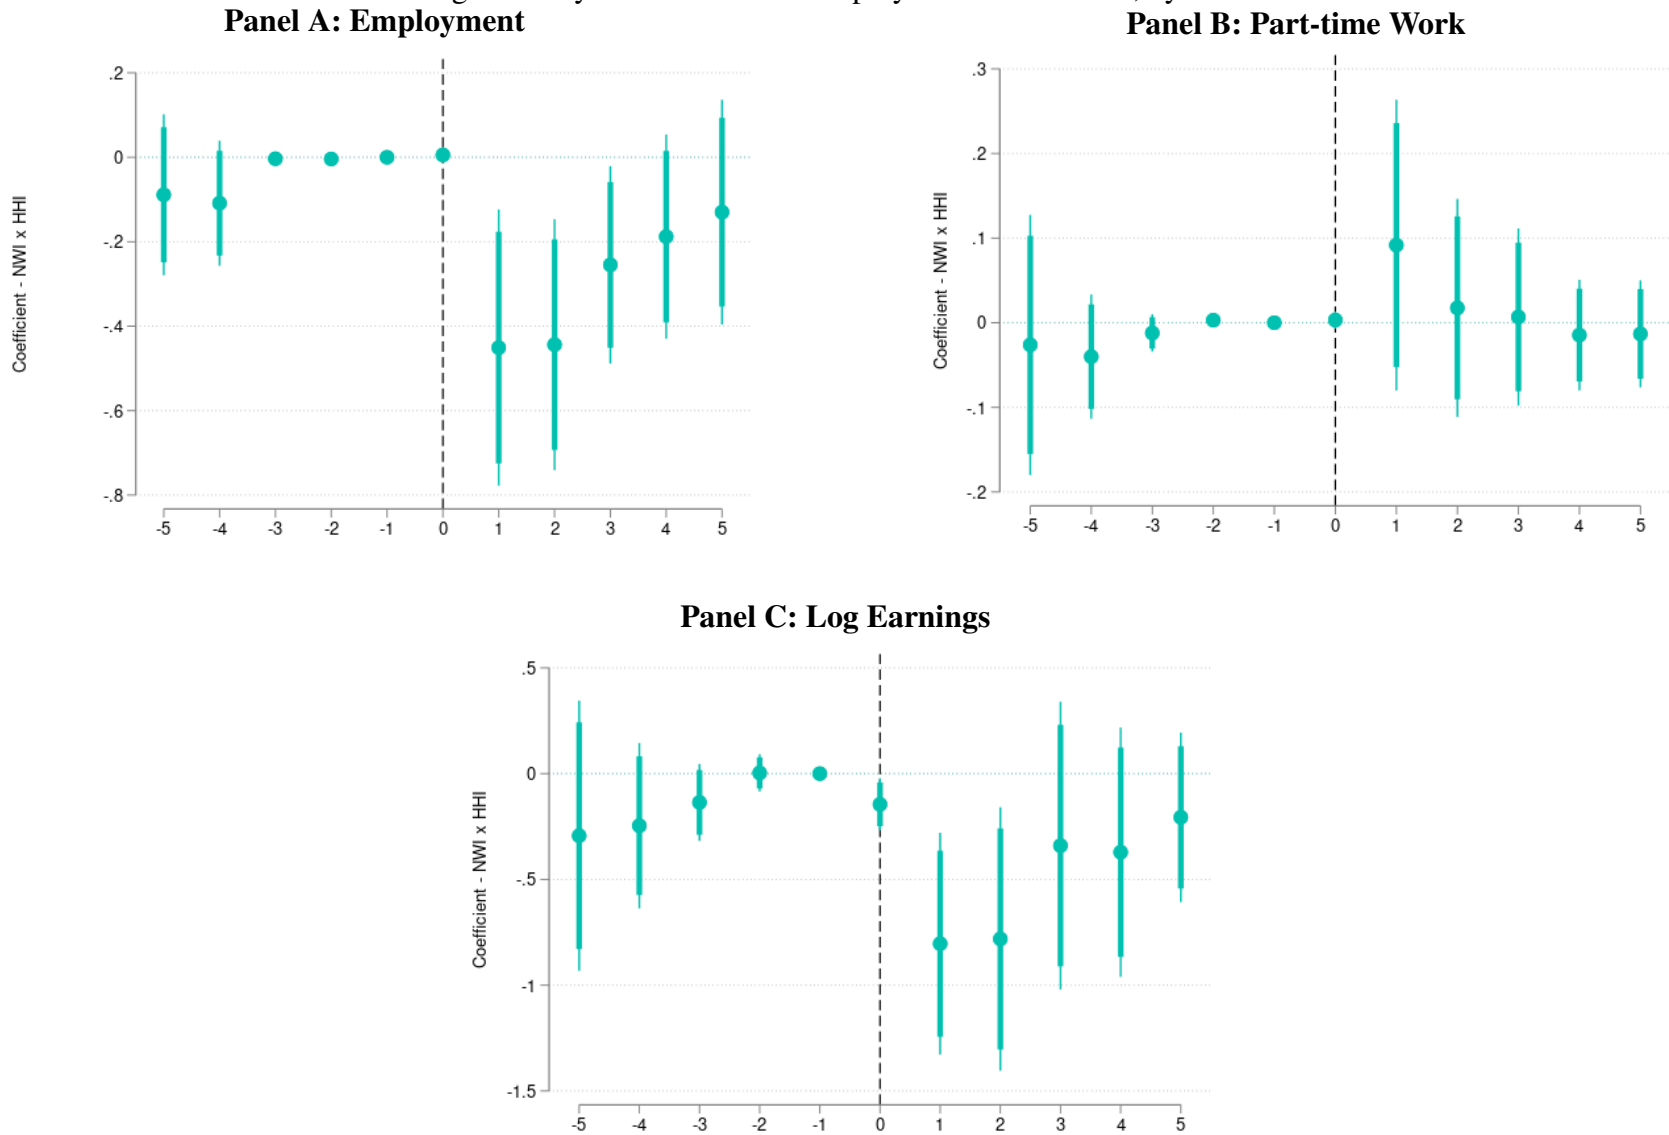 Panel A: Employment
.2
0
-.2
-.4
-.6
-.8
Coefficient - NWI x HHI
-5 -4 -3 -2 -1 0 1 2 3 4 5
Panel B: Part-time Work
.3
.2
.1
0
-.1
-.2
Coefficient - NWI x HHI
-5 -4 -3 -2 -1 0 1 2 3 4 5
Panel C: Log Earnings
.5
0
-.5
-1
-1.5
Coefficient - NWI x HHI
-5 -4 -3 -2 -1 0 1 2 3 4 5